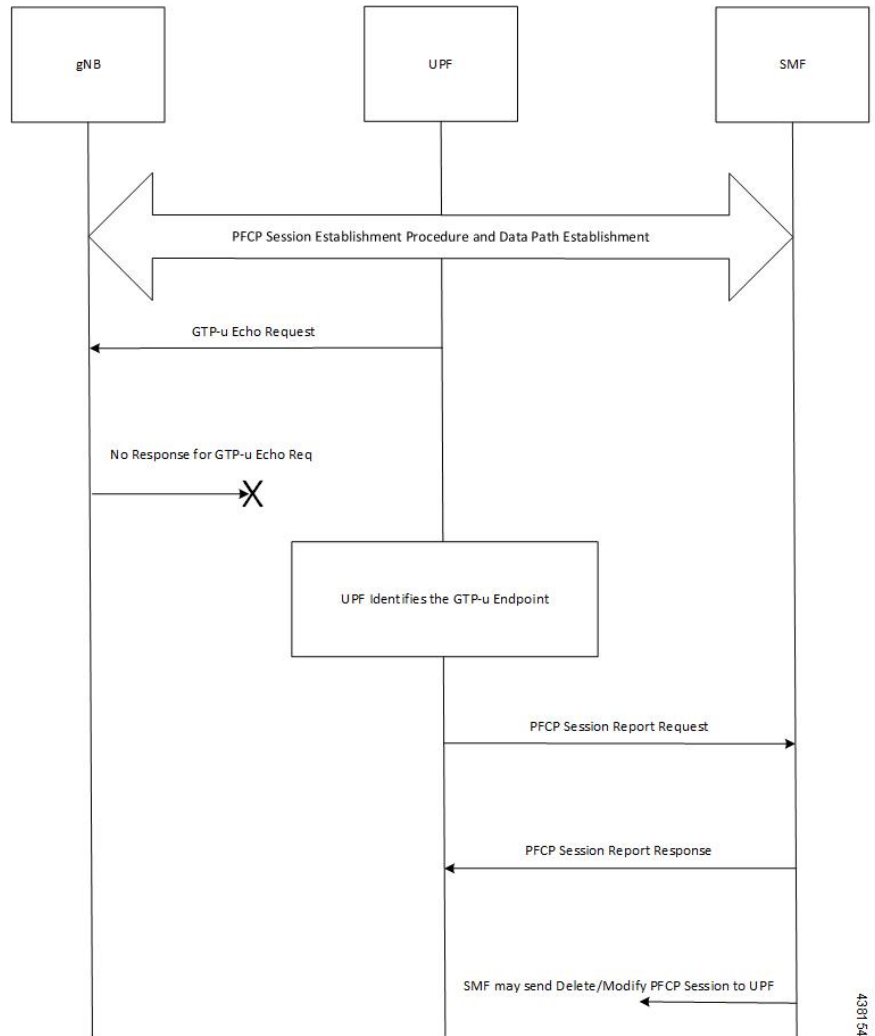 gNB
UPF
SMF
PFCP Session Establishment Procedure and Data Path Establishment
GTP-u Echo Request
No Response for GTP-u Echo Req
X
UPF Identifies the GTP-u Endpoint
PFCP Session Report Request
PFCP Session Report Response
SMF may send Delete/Modify PFCP Session to UPF
438154